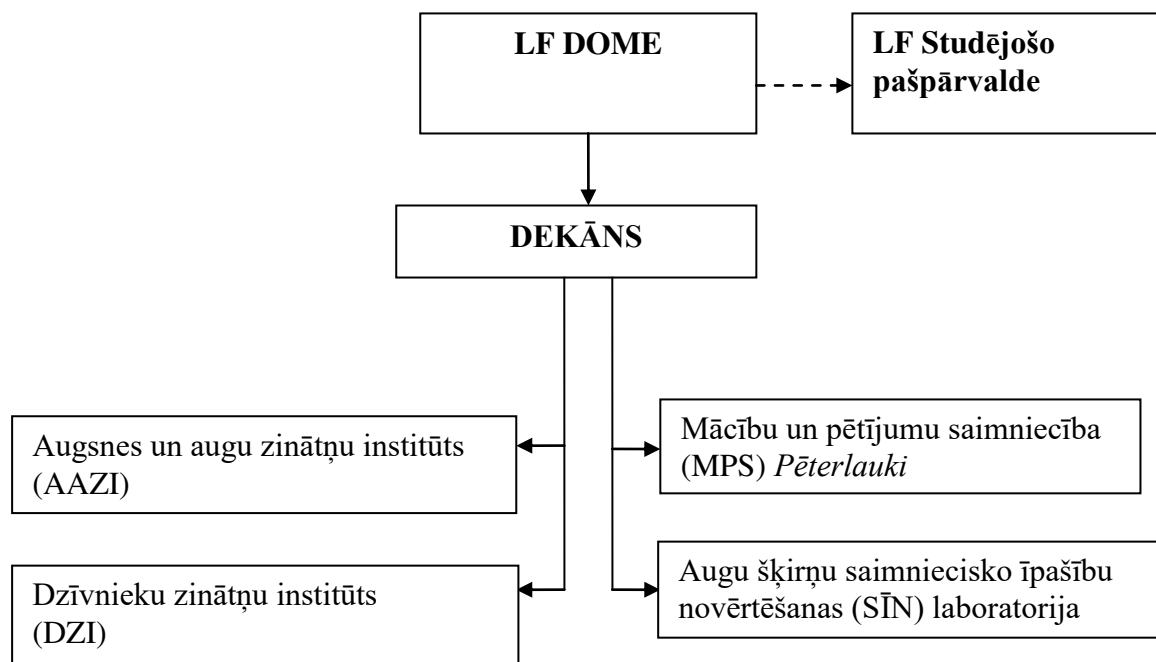 LF DOME
LF Studējošo
pašpārvalde
DEKĀNS
Augsnes un augu zinātņu institūts
(AAZI)
Mācību un pētījumu saimniecība
(MPS) Pēterlauki
Dzīvnieku zinātņu institūts
(DZI)
Augu šķirņu saimniecisko īpašību
novērtēšanas (SĪN) laboratorija